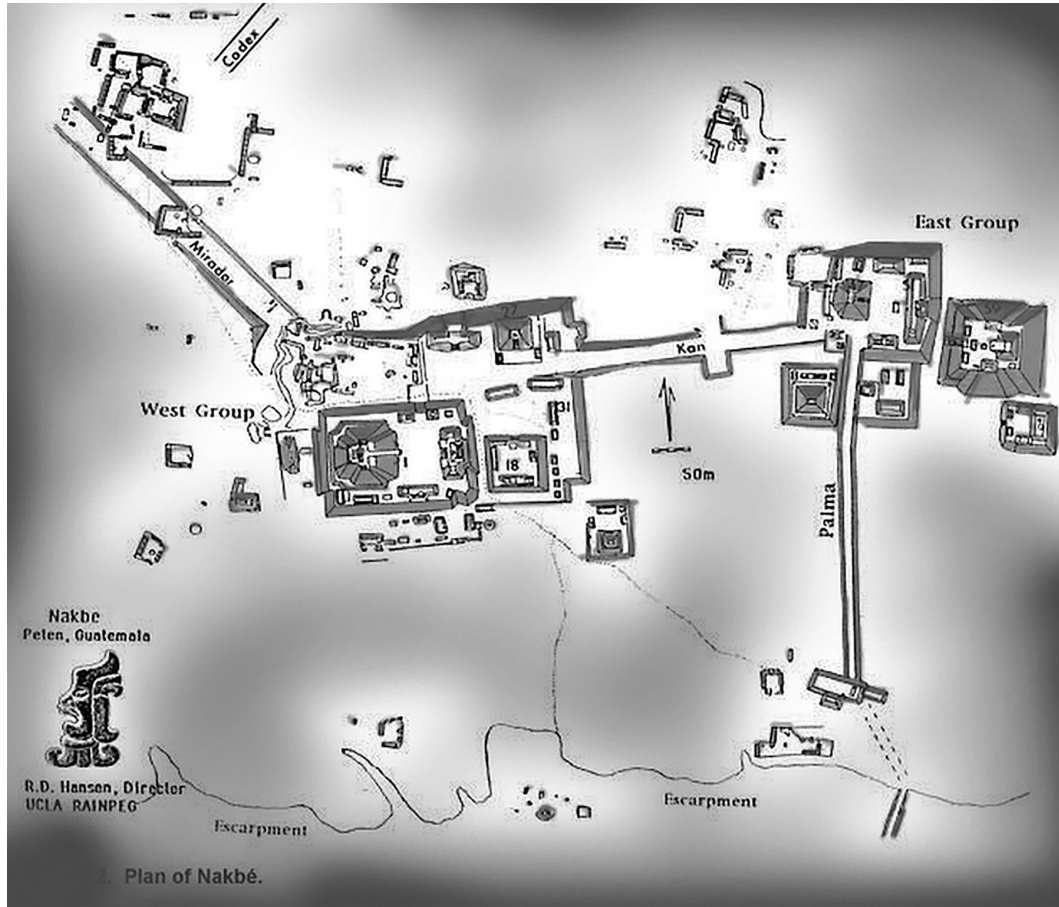 Codex
East Group
Mirador
Kan
West Group
31
18
50m
Palma
Nakbe
Peten, Guatemala
R.D. Hansen, Director
UCLA RAINPEG
Escarpment
Escarpment
2. Plan of Nakbé.